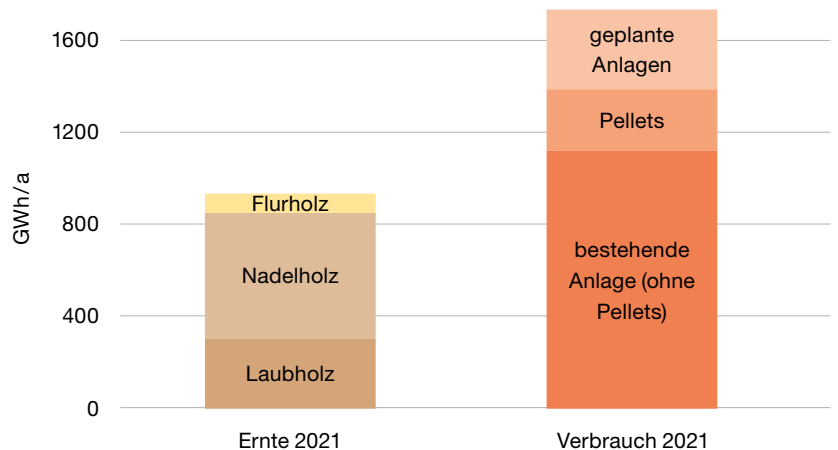 GWh/a
1600
1200
800
400
0
Flurholz
Nadelholz
Laubholz
Ernte 2021
geplante
Anlagen
Pellets
bestehende
Anlage (ohne
Pellets)
Verbrauch 2021